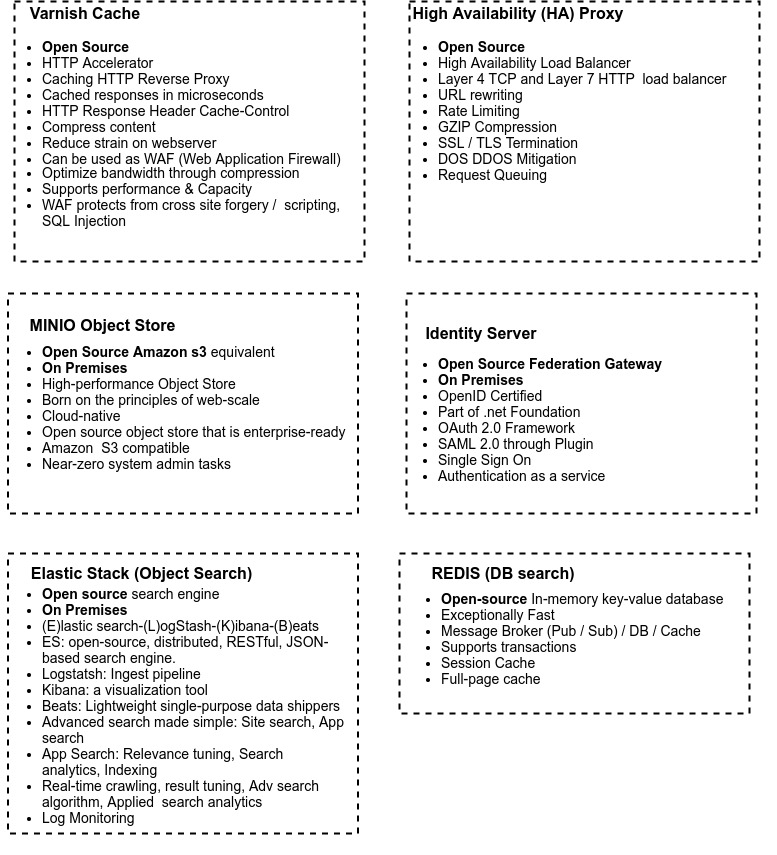 Varnish Cache
• Open Source
• HTTP Accelerator
• Caching HTTP Reverse Proxy
• Cached responses in microseconds
• HTTP Response Header Cache-Control
• Compress content
• Reduce strain on webserver
• Can be used as WAF (Web Application Firewall)
• Optimize bandwidth through compression
• Supports performance & Capacity
• WAF protects from cross site forgery /  scripting,
SQL Injection
High Availability (HA) Proxy
• Open Source
• High Availability Load Balancer
• Layer 4 TCP and Layer 7 HTTP  load balancer
• URL rewriting
• Rate Limiting
• GZIP Compression
• SSL / TLS Termination
• DOS DDOS Mitigation
• Request Queuing
MINIO Object Store
• Open Source Amazon s3 equivalent
• On Premises
• High-performance Object Store
• Born on the principles of web-scale
• Cloud-native
• Open source object store that is enterprise-ready
• Amazon  S3 compatible
• Near-zero system admin tasks
Identity Server
• Open Source Federation Gateway
• On Premises
• OpenID Certified
• Part of .net Foundation
• OAuth 2.0 Framework
• SAML 2.0 through Plugin
• Single Sign On
• Authentication as a service
Elastic Stack (Object Search)
• Open source search engine
• On Premises
• (E)lastic search-(L)ogStash-(K)ibana-(B)eats
• ES: open-source, distributed, RESTful, JSON-
based search engine.
• Logstatsh: Ingest pipeline
• Kibana: a visualization tool
• Beats: Lightweight single-purpose data shippers
• Advanced search made simple: Site search, App
search
• App Search: Relevance tuning, Search
analytics, Indexing
• Real-time crawling, result tuning, Adv search
algorithm, Applied  search analytics
• Log Monitoring
REDIS (DB search)
• Open-source In-memory key-value database
• Exceptionally Fast
• Message Broker (Pub / Sub) / DB / Cache
• Supports transactions
• Session Cache
• Full-page cache